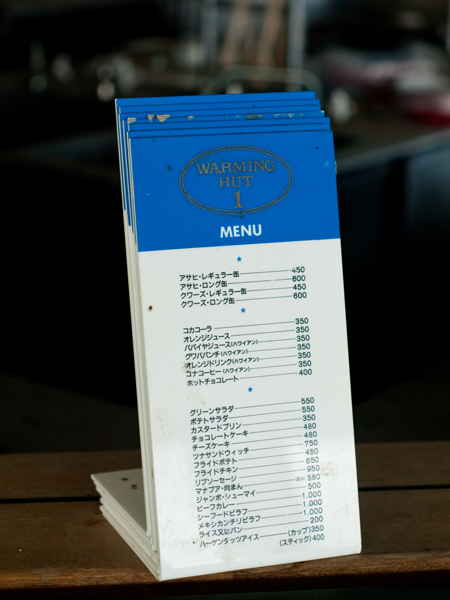 WARMING
HUT
1
MENU
アサヒ・レギュラー缶 450
アサヒ・ロング缶 600
クワーズ・レギュラー缶 450
クワーズ・ロング缶 600
コカコーラ 350
オレンジジュース 350
パパイヤジュース(ハワイアン) 350
グワバパンチ(ハワイアン) 350
オレンジドリンク(ハワイアン) 350
コナコーヒー(ハワイアン) 350
ホットチョコレート 400
グリーンサラダ 550
ポテトサラダ 550
カスタードプリン 350
チョコレートケーキ 480
チーズケーキ 480
ツナサンドウィッチ 750
フライドポテト 450
フライドチキン 650
リブソーセージ 950
マナプア・肉まん 580
ジャンボ・シューマイ 500
ビーフカレー 1,000
シーフードピラフ 1,000
メキシカンチリピラフ 1,000
ライス又はパン 200
ハーゲンダッツアイス (カップ)350
(スティック)400